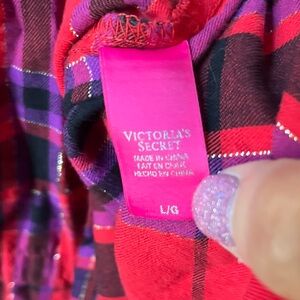 VICTORIA'S
SECRET
MADE IN CHINA
FAIT EN CHINE
HECHO EN CHINA
L/G